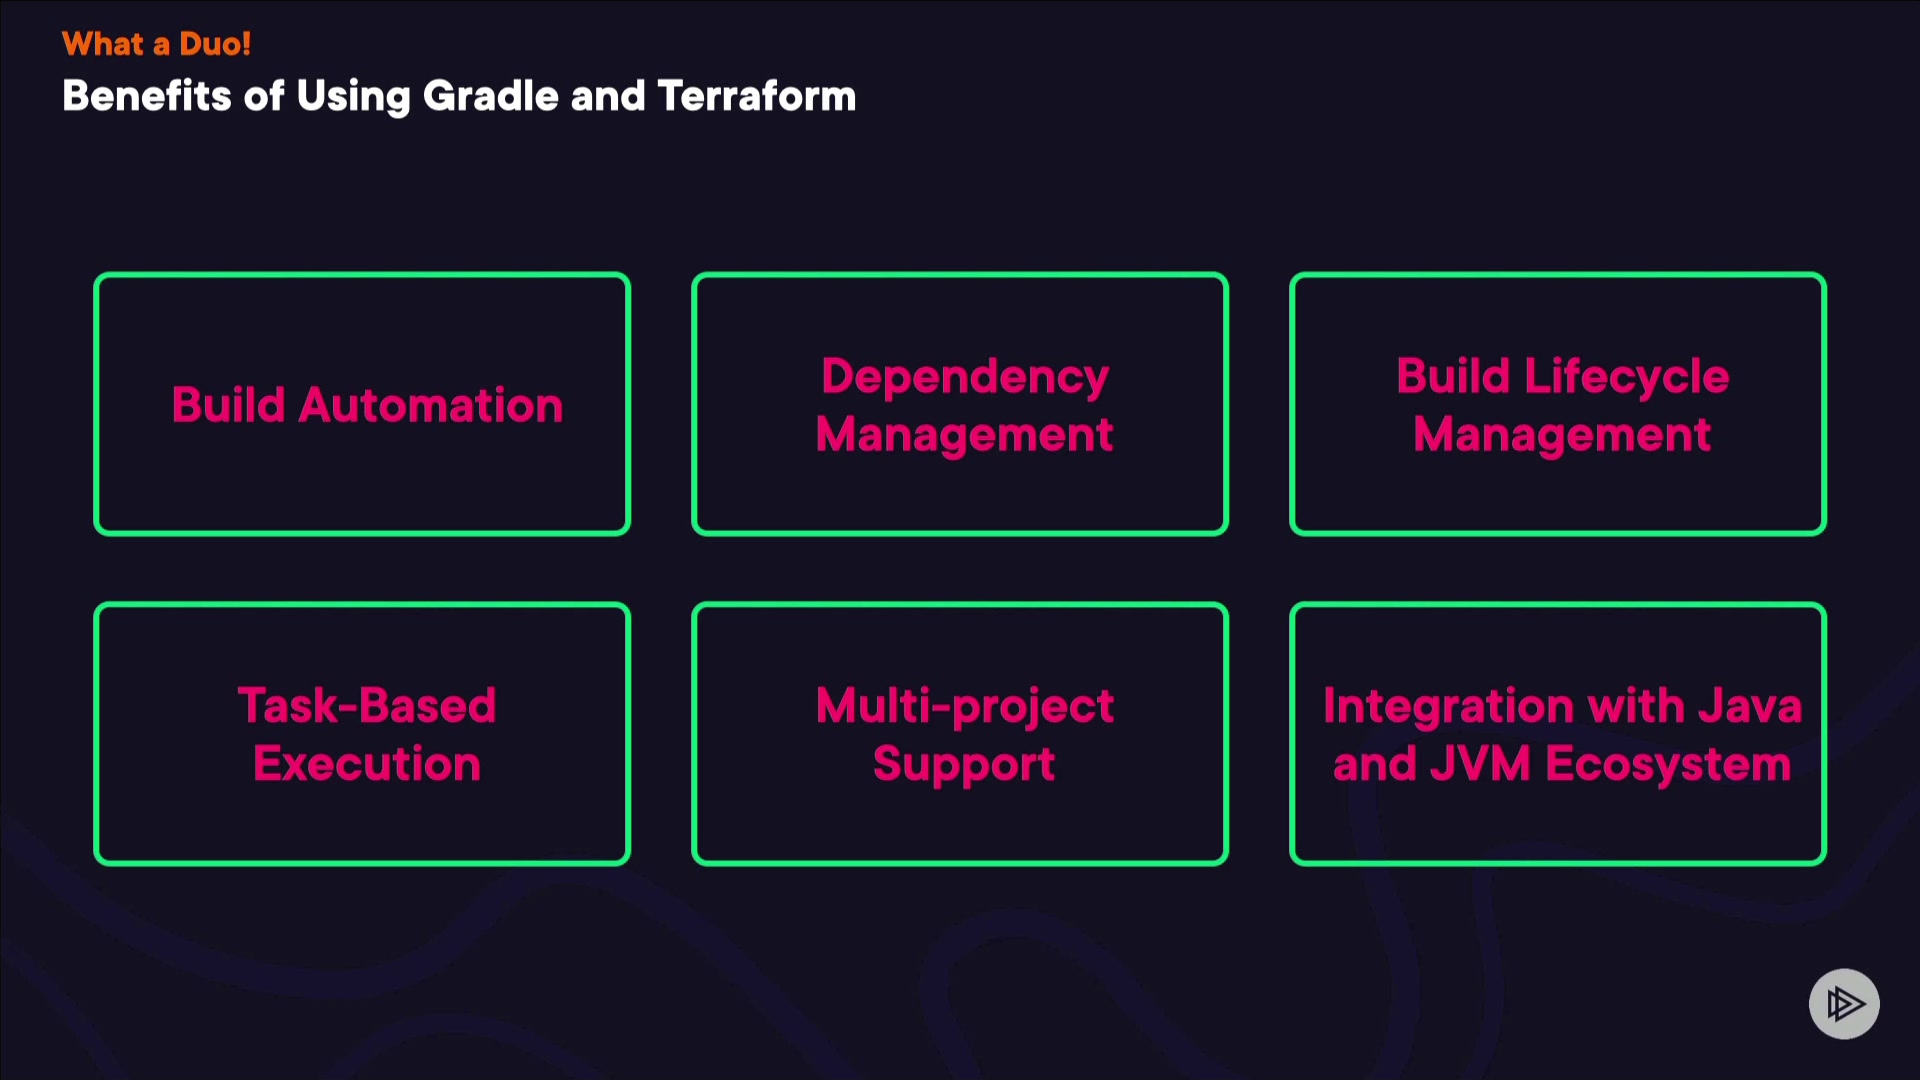 What a Duo!
Benefits of Using Gradle and Terraform
Build Automation
Dependency
Management
Build Lifecycle
Management
Task-Based
Execution
Multi-project
Support
Integration with Java
and JVM Ecosystem